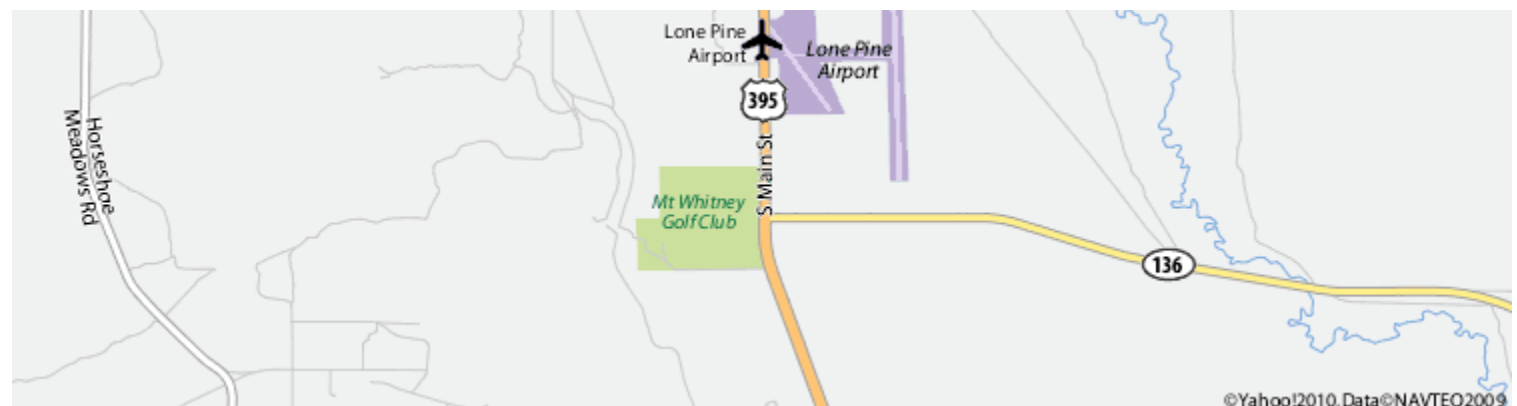 Lone Pine
Airport
Lone Pine
Airport
395
Horseshoe
Meadows Rd
S Main St
Mt Whitney
Golf Club
136
©Yahoo!2010, Data©NAVTEQ2009